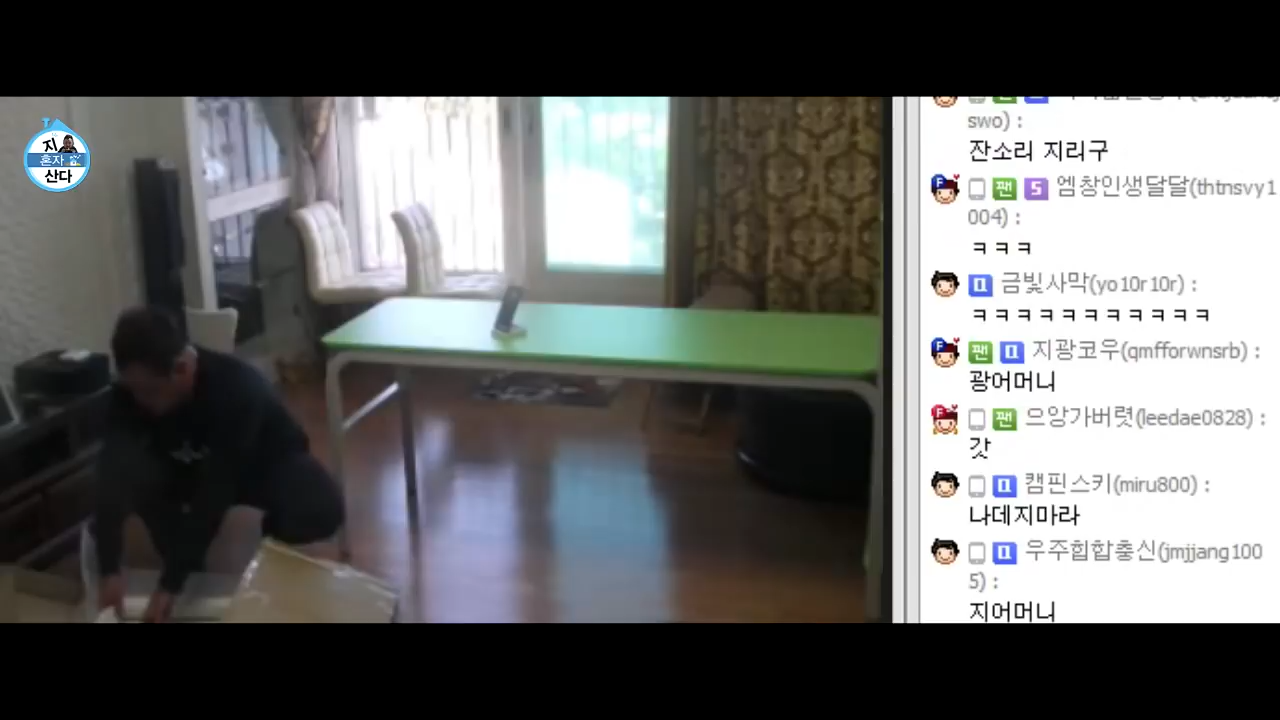 지
혼자
산다
swo) :
잔소리 지리구
팬 S 엠창인생달달(thtnsvy1
004) :
ㅋㅋㅋ
금빛사막(yo10r10r) :
ㅋㅋㅋㅋㅋㅋㅋㅋㅋㅋㅋ
F 팬 지광코우(qmfforwnsrb) :
광어머니
F 팬 으앙가버렷(leedae0828) :
갓
캠핀스키(miru800) :
나데지마라
우주힙합충신(jmjjang100
5) :
지어머니